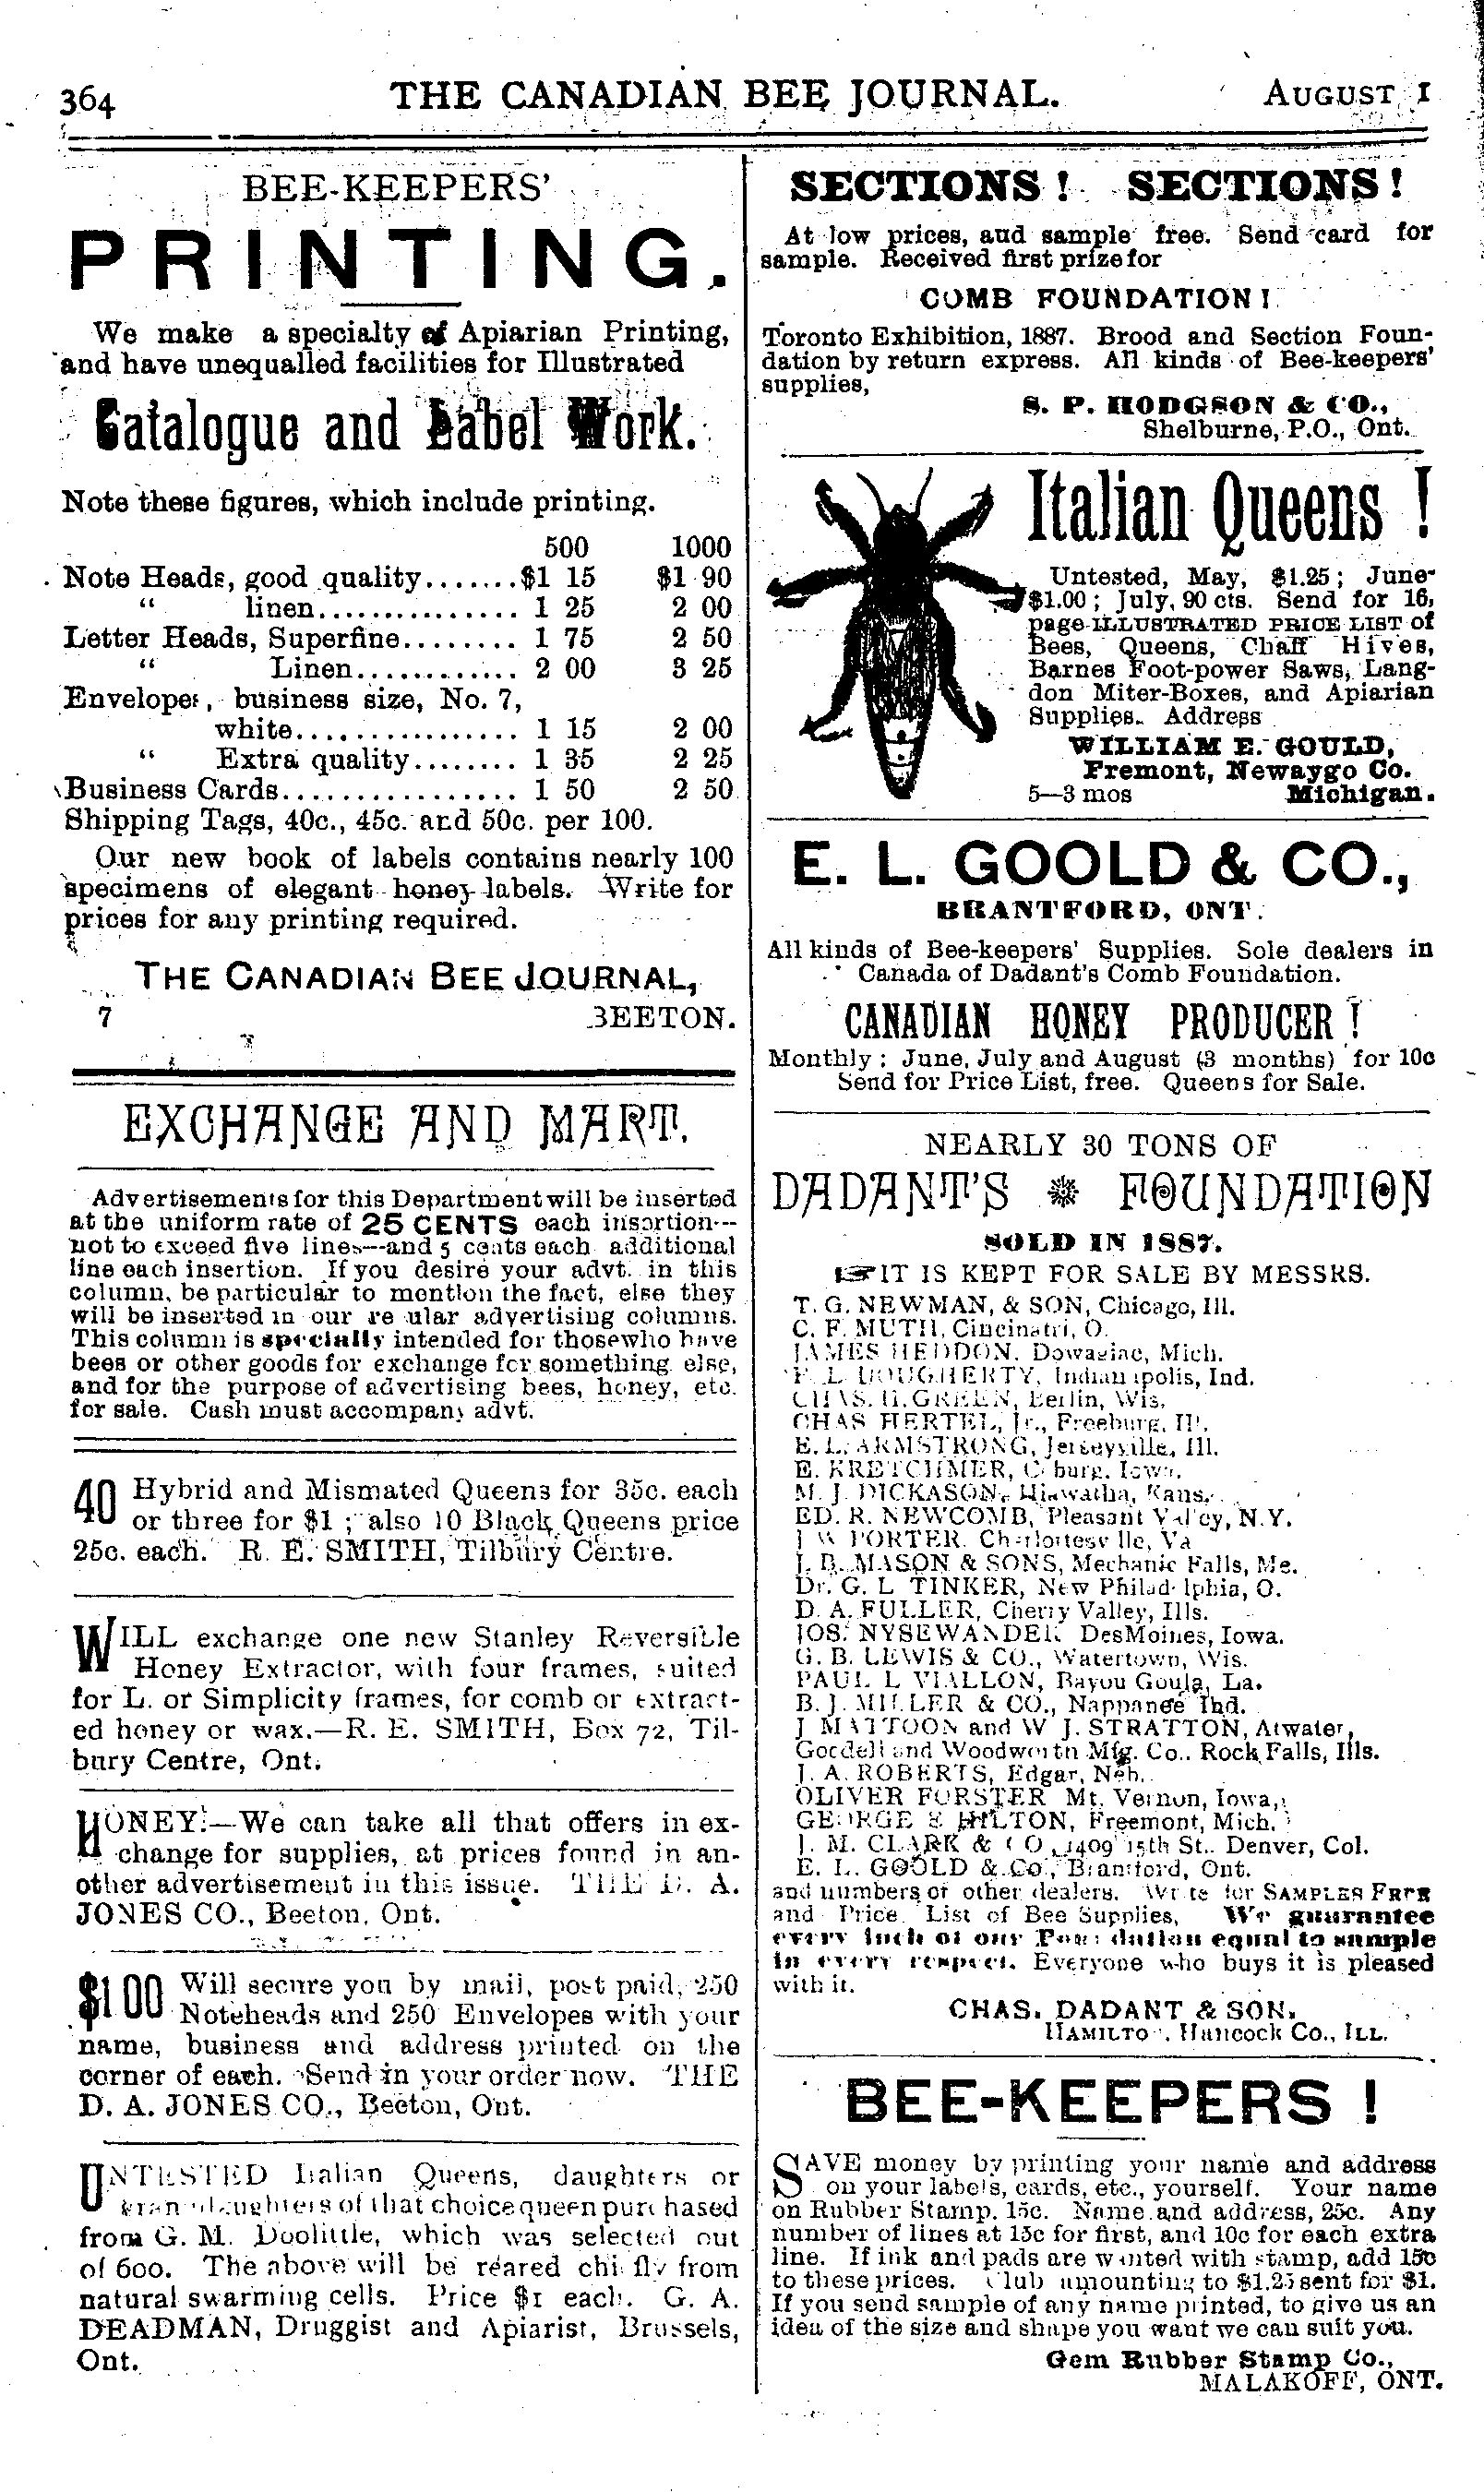 364
THE CANADIAN BEE JOURNAL.
AUGUST 1
BEE-KEEPERS'
PRINTING.
We make a specialty of Apiarian Printing,
and have unequalled facilities for Illustrated
Catalogue and Label Work.
Note these figures, which include printing.
500 1000
Note Heads, good quality.......$1 15 $1 90
“ linen.............. 1 25 2 00
Letter Heads, Superfine........ 1 75 2 50
“ Linen............ 2 00 3 25
Envelopes, business size, No. 7,
white................ 1 15 2 00
“ Extra quality........ 1 35 2 25
Business Cards................ 1 50 2 50
Shipping Tags, 40c., 45c. and 50c. per 100.
Our new book of labels contains nearly 100
specimens of elegant honey labels. Write for
prices for any printing required.
THE CANADIAN BEE JOURNAL,
7 BEETON.
EXCHANGE AND MART.
Advertisements for this Department will be inserted
at the uniform rate of 25 CENTS each insertion—
not to exceed five lines—and 5 cents each additional
line each insertion. If you desire your advt. in this
column, be particular to mention the fact, else they
will be inserted in our re ular advertising columns.
This column is specially intended for thosewho have
bees or other goods for exchange for something else,
and for the purpose of advertising bees, honey, etc.
for sale. Cash must accompany advt.
40 Hybrid and Mismated Queens for 35c. each
or three for $1 ; also 10 Black Queens price
25c. each. R. E. SMITH, Tilbury Centre.
WILL exchange one new Stanley Reversible
Honey Extractor, with four frames, suited
for L. or Simplicity frames, for comb or extract-
ed honey or wax.—R. E. SMITH, Box 72, Til-
bury Centre, Ont.
HONEY!—We can take all that offers in ex-
change for supplies, at prices found in an-
other advertisement in this issue. THE D. A.
JONES CO., Beeton, Ont.
$1 00 Will secure you by mail, post paid, 250
Noteheads and 250 Envelopes with your
name, business and address printed on the
corner of each. Send in your order now. THE
D. A. JONES CO., Beeton, Ont.
UNTESTED Italian Queens, daughters or
grand daughters of that choice queen purchased
from G. M. Doolittle, which was selected out
of 600. The above will be reared chiefly from
natural swarming cells. Price $1 each. G. A.
DEADMAN, Druggist and Apiarist, Brussels,
Ont.
SECTIONS ! SECTIONS !
At low prices, aud sample free. Send card for
sample. Received first prize for
COMB FOUNDATION !
Toronto Exhibition, 1887. Brood and Section Foun-
dation by return express. All kinds of Bee-keepers'
supplies,
S. P. HODGSON & CO.,
Shelburne, P.O., Ont.
Italian Queens !
Untested, May, $1.25 ; June
$1.00 ; July, 90 cts. Send for 16,
page ILLUSTRATED PRICE LIST of
Bees, Queens, Chaff Hives,
Barnes Foot-power Saws, Lang-
don Miter-Boxes, and Apiarian
Supplies. Address
WILLIAM E. GOULD,
Fremont, Newaygo Co.
5—3 mos Michigan.
E. L. GOOLD & CO.,
BRANTFORD, ONT.
All kinds of Bee-keepers' Supplies. Sole dealers in
Canada of Dadant's Comb Foundation.
CANADIAN HONEY PRODUCER !
Monthly ; June, July and August (3 months) for 10c
Send for Price List, free. Queens for Sale.
NEARLY 30 TONS OF
DADANT'S FOUNDATION
SOLD IN 1887.
☞IT IS KEPT FOR SALE BY MESSRS.
T. G. NEWMAN, & SON, Chicago, Ill.
C. F. MUTH, Cincinatti, O.
JAMES HEDDON, Dowagiac, Mich.
F. L. DOUGHERTY, Indianapolis, Ind.
CHAS. H. GREEN, Berlin, Wis.
CHAS HERTEL, Jr., Freeburg, Ill.
E. L. ARMSTRONG, Jerseyville, Ill.
E. KRETCHMER, Coburg, Iowa.
M. J. DICKASON, Hiawatha, Kans.
ED. R. NEWCOMB, Pleasant Valley, N.Y.
J W PORTER, Charlottesville, Va
J. B. MASON & SONS, Mechanic Falls, Me.
Dr. G. L TINKER, New Philadelphia, O.
D. A. FULLER, Cherry Valley, Ills.
JOS. NYSEWANDER DesMoines, Iowa.
G. B. LEWIS & CO., Watertown, Wis.
PAUL L VIALLON, Bayou Goula, La.
B. J. MILLER & CO., Nappanee Ind.
J MATTOON and W J. STRATTON, Atwater,
Goodell and Woodworth Mfg. Co., Rock Falls, Ills.
J. A. ROBERTS, Edgar, Neb.
OLIVER FORSTER Mt. Vernon, Iowa,
GEORGE E HILTON, Freemont, Mich.
J. M. CLARK & CO., 1409 15th St., Denver, Col.
E. L. GOOLD & Co., Brantford, Ont.
and numbers of other dealers. Write for SAMPLES FREE
and Price List of Bee Supplies, We guarantee
every inch of our Foundation equal to sample
in every respect. Everyone who buys it is pleased
with it.
CHAS. DADANT & SON,
HAMILTON, Hancock Co., ILL.
BEE-KEEPERS !
SAVE money by printing your name and address
on your labels, cards, etc., yourself. Your name
on Rubber Stamp. 15c. Name and address, 25c. Any
number of lines at 15c for first, and 10c for each extra
line. If ink and pads are wanted with stamp, add 15c
to these prices. Club amounting to $1.25 sent for $1.
If you send sample of any name printed, to give us an
idea of the size and shape you want we can suit you.
Gem Rubber Stamp Co.,
MALAKOFF, ONT.